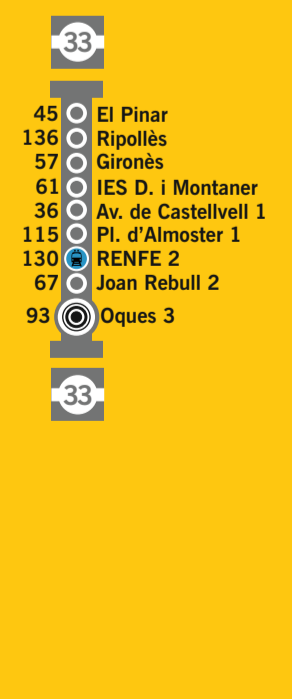 33
45 El Pinar
136 Ripollès
57 Gironès
61 IES D. i Montaner
36 Av. de Castellvell 1
115 Pl. d'Almoster 1
130 RENFE 2
67 Joan Rebull 2
93 Oques 3
33